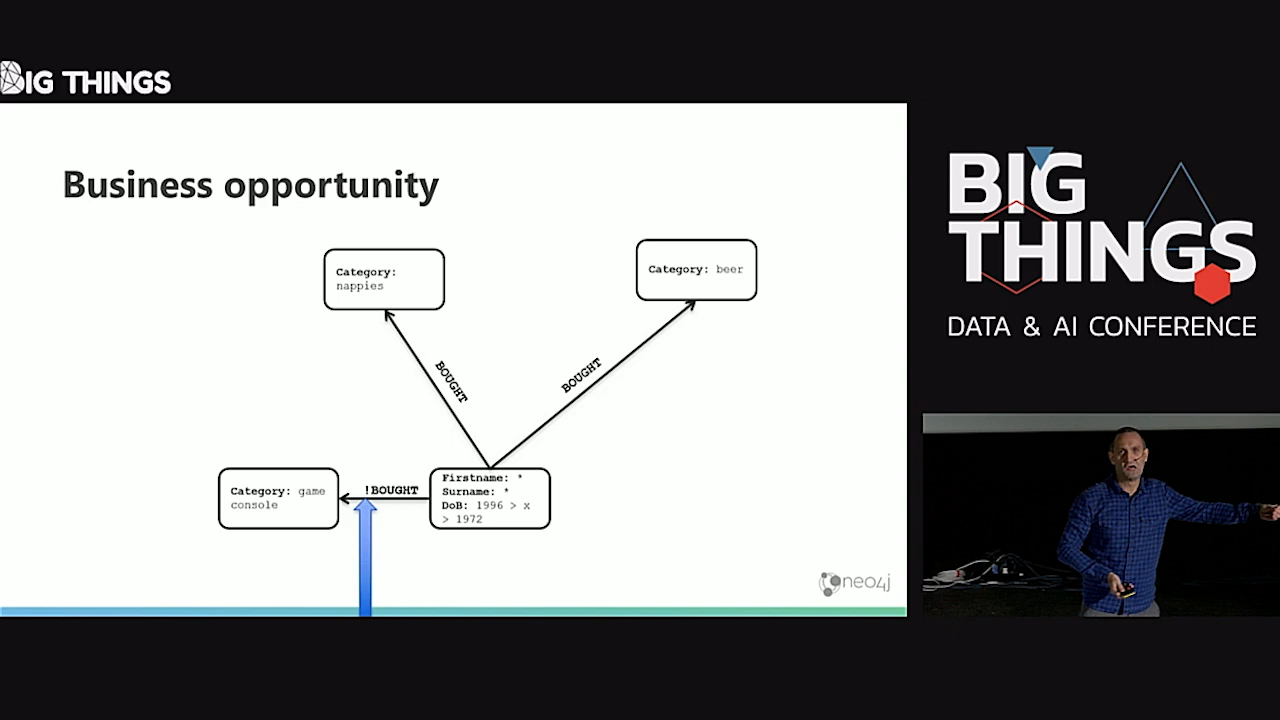 BIG THINGS
Business opportunity
Category:
nappies
Category: beer
BOUGHT
BOUGHT
Category: game
console
!BOUGHT
Firstname: *
Surname: *
DoB: 1996 > x
> 1972
neo4j
BIG
THINGS
DATA & AI CONFERENCE